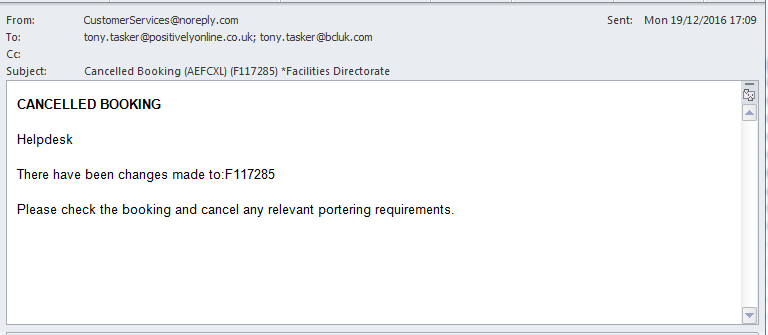 From: CustomerServices@noreply.com Sent: Mon 19/12/2016 17:09
To: tony.tasker@positivelyonline.co.uk; tony.tasker@bcluk.com
Cc:
Subject: Cancelled Booking (AEFCXL) (F117285) *Facilities Directorate
CANCELLED BOOKING
Helpdesk
There have been changes made to:F117285
Please check the booking and cancel any relevant portering requirements.